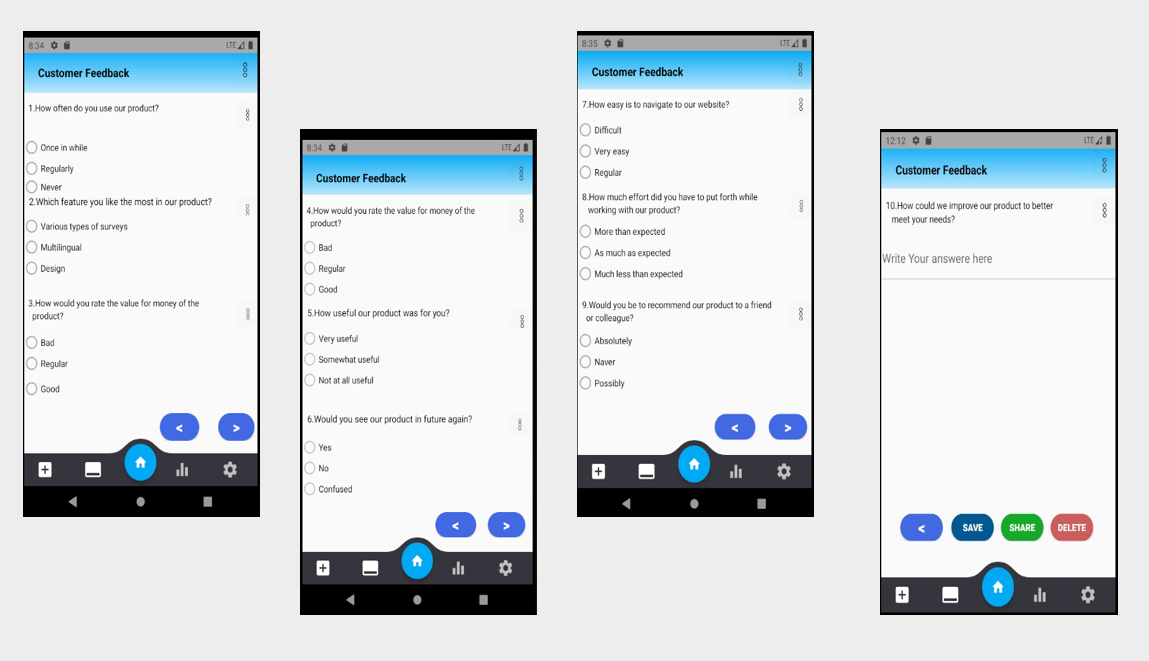 8:34
LTE
Customer Feedback
1.How often do you use our product?
Once in while
Regularly
Never
2.Which feature you like the most in our product?
Various types of surveys
Multilingual
Design
3.How would you rate the value for money of the
product?
Bad
Regular
Good
<
>
8:34
LTE
Customer Feedback
4.How would you rate the value for money of the
product?
Bad
Regular
Good
5.How useful our product was for you?
Very useful
Somewhat useful
Not at all useful
6.Would you see our product in future again?
Yes
No
Confused
<
>
8:35
LTE
Customer Feedback
7.How easy is to navigate to our website?
Difficult
Very easy
Regular
8.How much effort did you have to put forth while
working with our product?
More than expected
As much as expected
Much less than expected
9.Would you be to recommend our product to a friend
or colleague?
Absolutely
Naver
Possibly
<
>
12:12
LTE
Customer Feedback
10.How could we improve our product to better
meet your needs?
Write Your answere here
<
SAVE
SHARE
DELETE